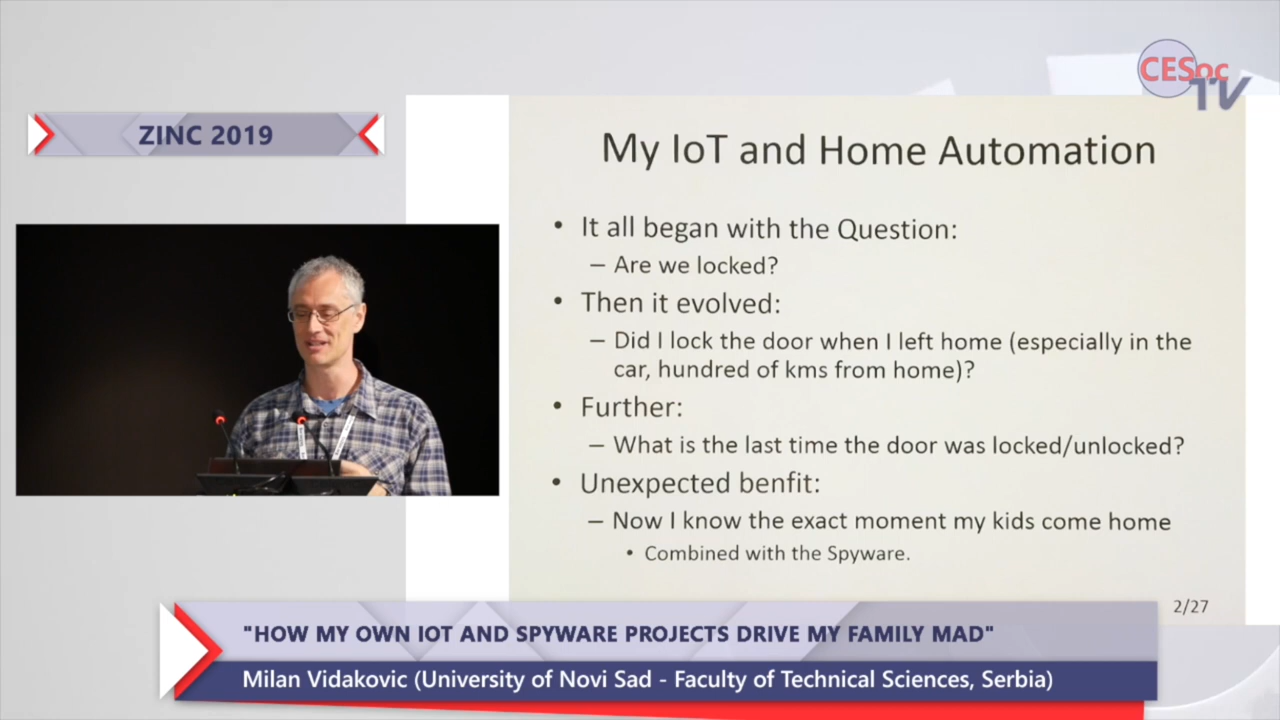 CESoc
TV
ZINC 2019
My IoT and Home Automation
• It all began with the Question:
– Are we locked?
• Then it evolved:
– Did I lock the door when I left home (especially in the
car, hundred of kms from home)?
• Further:
– What is the last time the door was locked/unlocked?
• Unexpected benfit:
– Now I know the exact moment my kids come home
• Combined with the Spyware.
2/27
"HOW MY OWN IOT AND SPYWARE PROJECTS DRIVE MY FAMILY MAD"
Milan Vidakovic (University of Novi Sad - Faculty of Technical Sciences, Serbia)